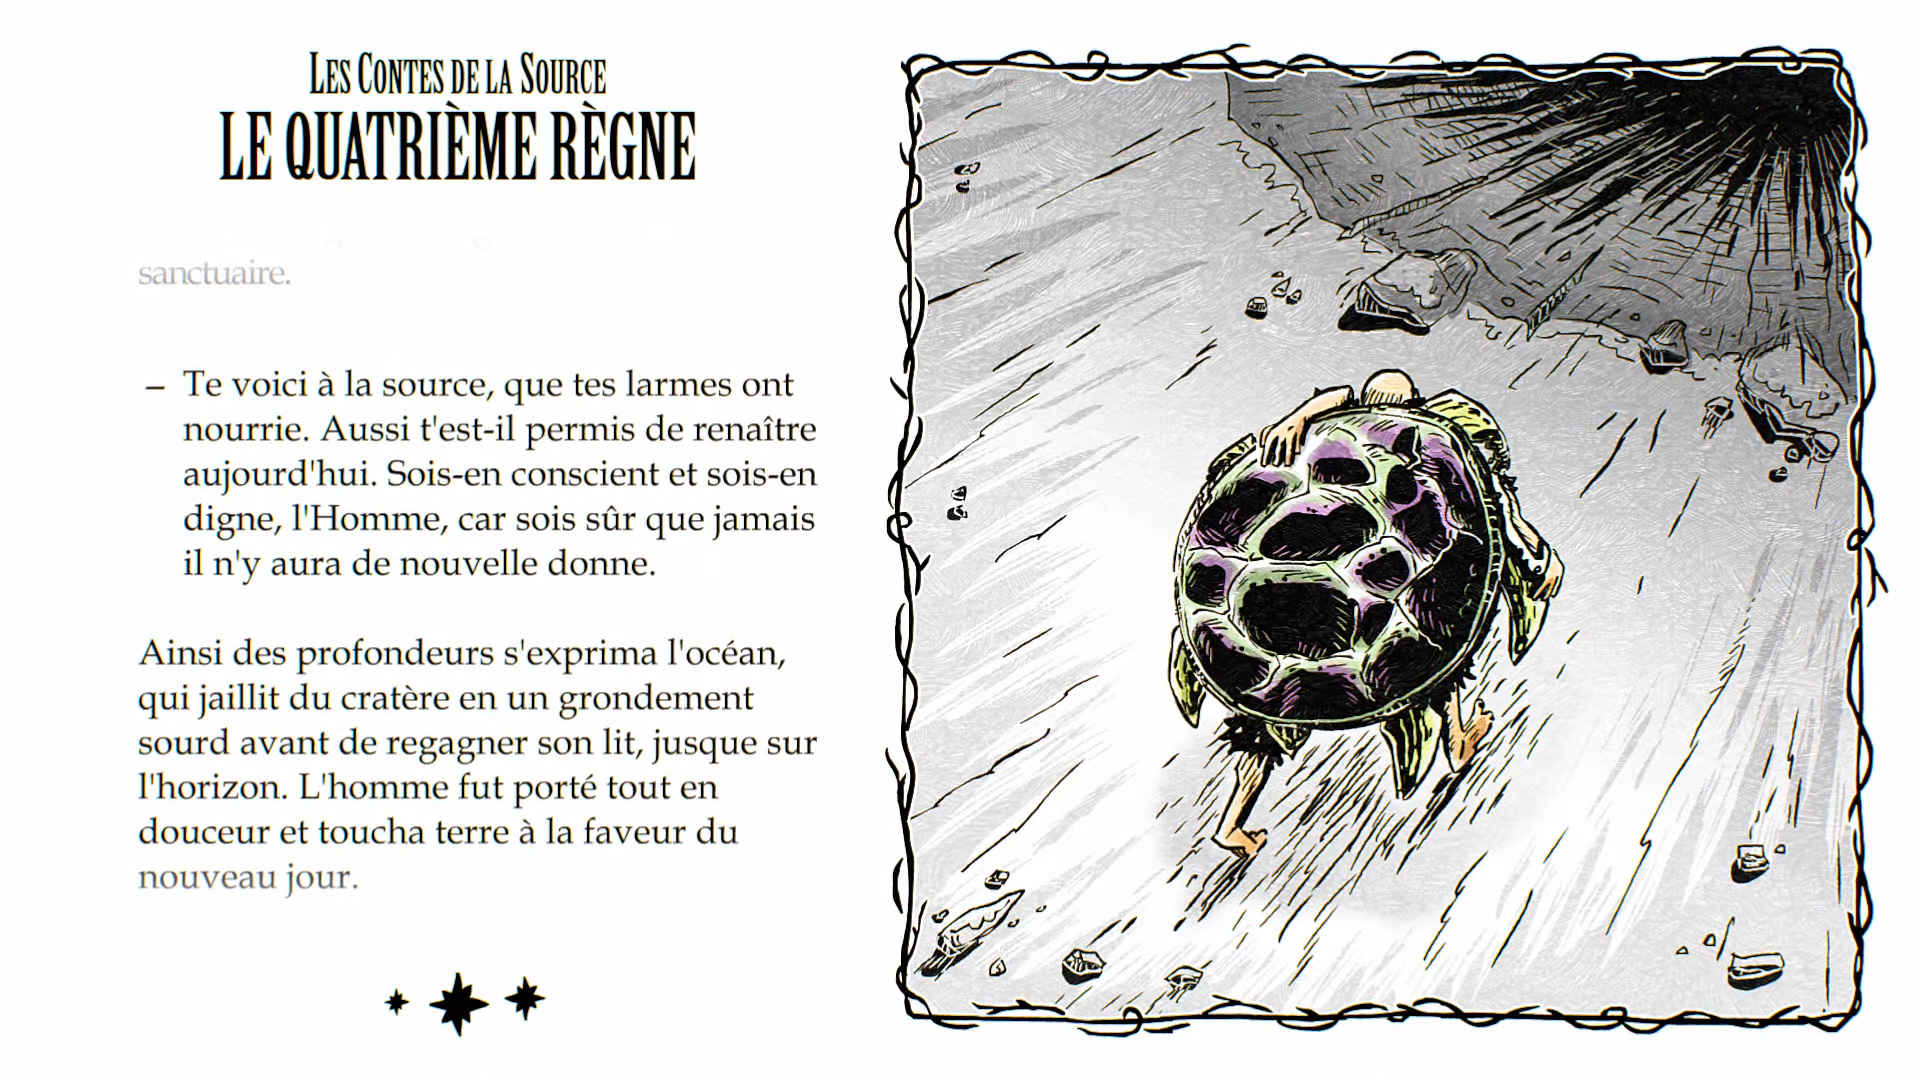 Les Contes de la Source
LE QUATRIÈME RÈGNE
sanctuaire.
– Te voici à la source, que tes larmes ont
nourrie. Aussi t'est-il permis de renaître
aujourd'hui. Sois-en conscient et sois-en
digne, l'Homme, car sois sûr que jamais
il n'y aura de nouvelle donne.
Ainsi des profondeurs s'exprima l'océan,
qui jaillit du cratère en un grondement
sourd avant de regagner son lit, jusque sur
l'horizon. L'homme fut porté tout en
douceur et toucha terre à la faveur du
nouveau jour.